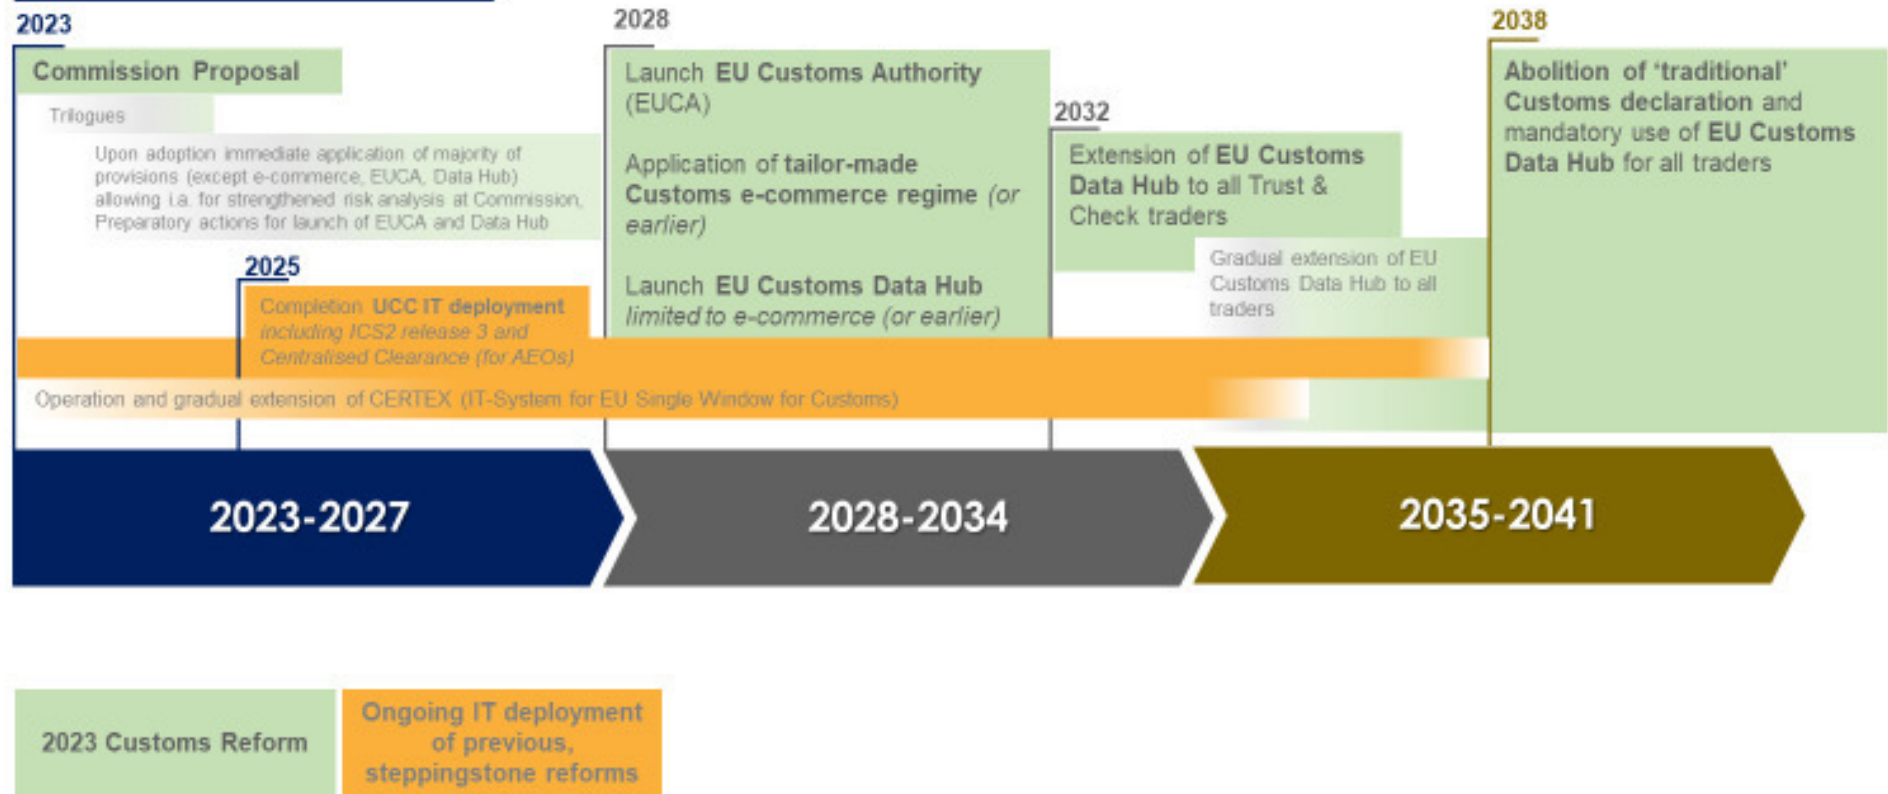 2023
Commission Proposal
Trilogues
Upon adoption immediate application of majority of
provisions (except e-commerce, EUCA, Data Hub)
allowing i.a. for strengthened risk analysis at Commission,
Preparatory actions for launch of EUCA and Data Hub
2025
Completion UCC IT deployment
including ICS2 release 3 and
Centralised Clearance (for AEOs)
Operation and gradual extension of CERTEX (IT-System for EU Single Window for Customs)
2028
Launch EU Customs Authority
(EUCA)
Application of tailor-made
Customs e-commerce regime (or
earlier)
Launch EU Customs Data Hub
limited to e-commerce (or earlier)
2032
Extension of EU Customs
Data Hub to all Trust &
Check traders
Gradual extension of EU
Customs Data Hub to all
traders
2038
Abolition of ‘traditional’
Customs declaration and
mandatory use of EU Customs
Data Hub for all traders
2023-2027
2028-2034
2035-2041
2023 Customs Reform
Ongoing IT deployment
of previous,
steppingstone reforms